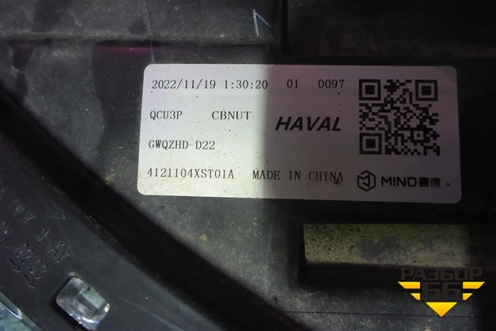 2022/11/19 1:30:20 01 0097
QCU3P CBNUT HAVAL
GWQZHD-D22
4121104XST01A MADE IN CHINA MIND
РАЗБОР
66